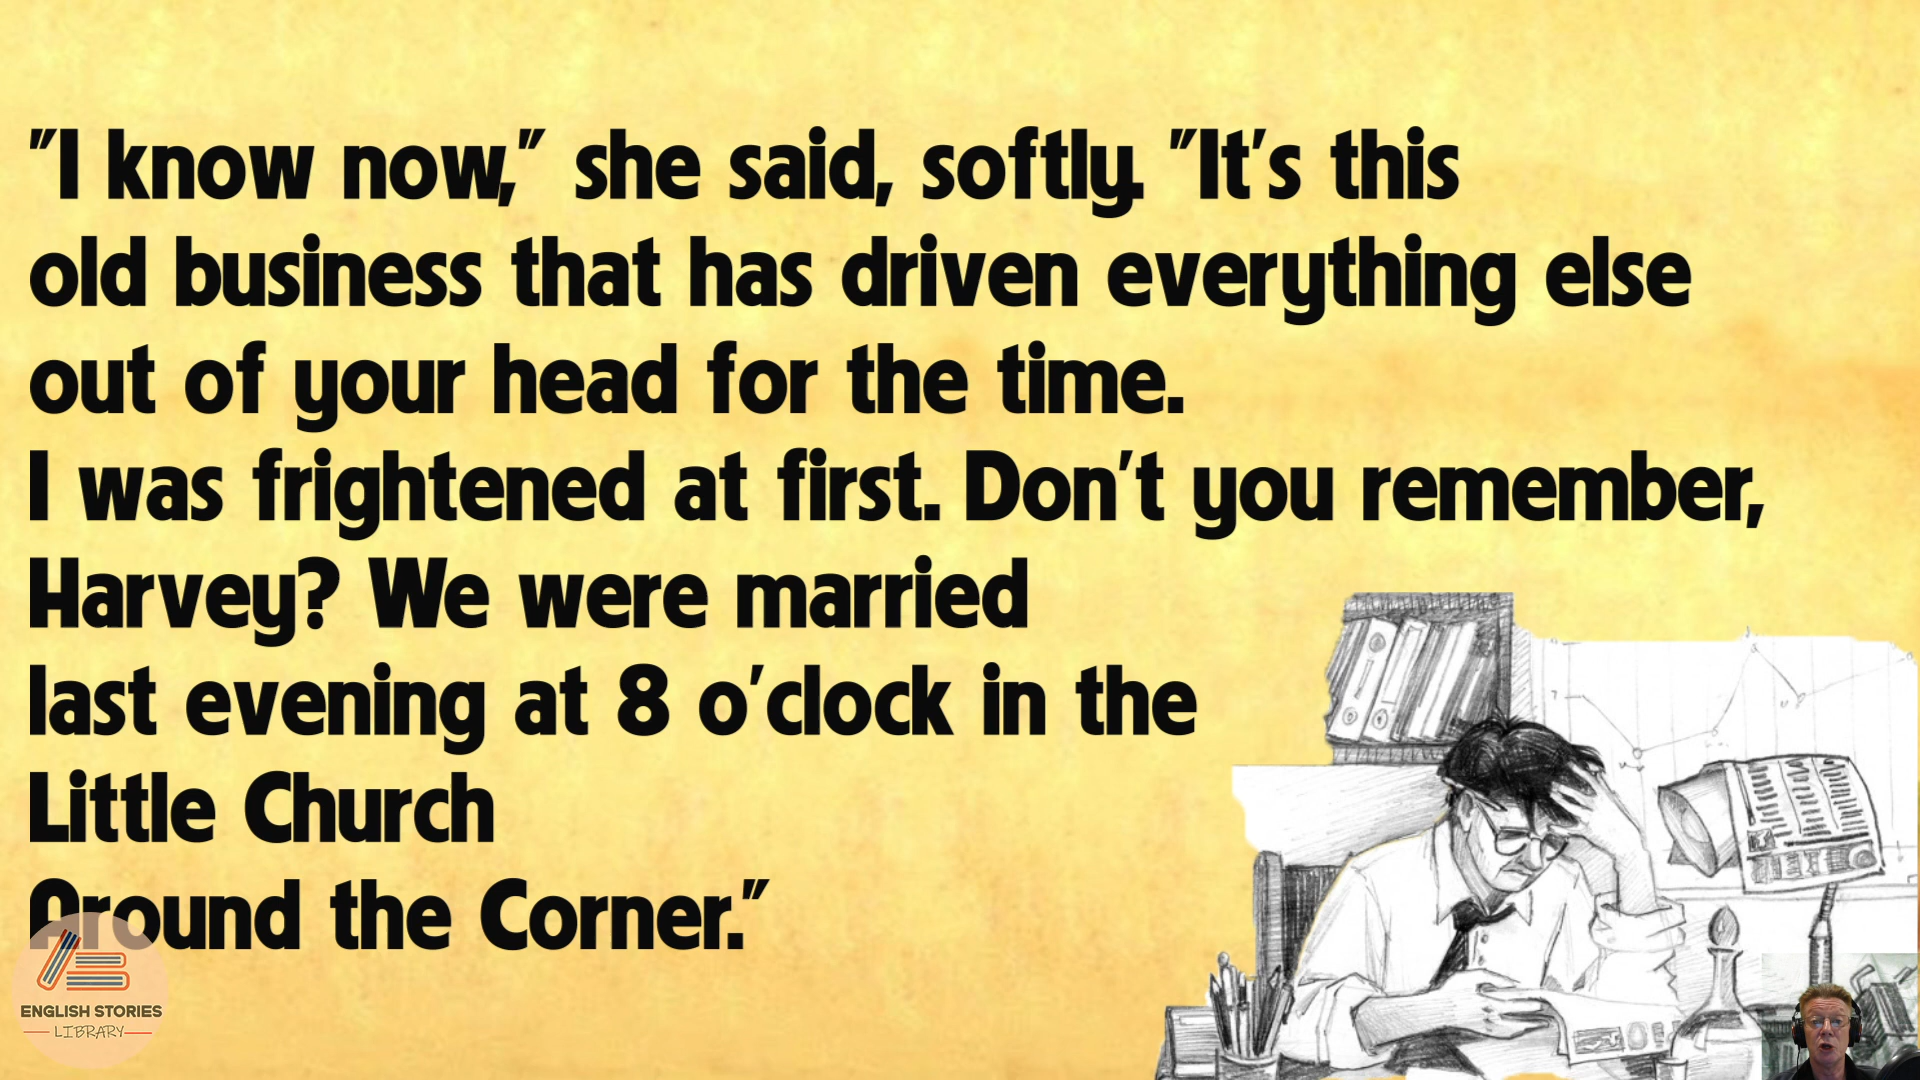 "I know now," she said, softly. "It's this
old business that has driven everything else
out of your head for the time.
I was frightened at first. Don't you remember,
Harvey? We were married
last evening at 8 o'clock in the
Little Church
Around the Corner."
ENGLISH STORIES
LIBRARY